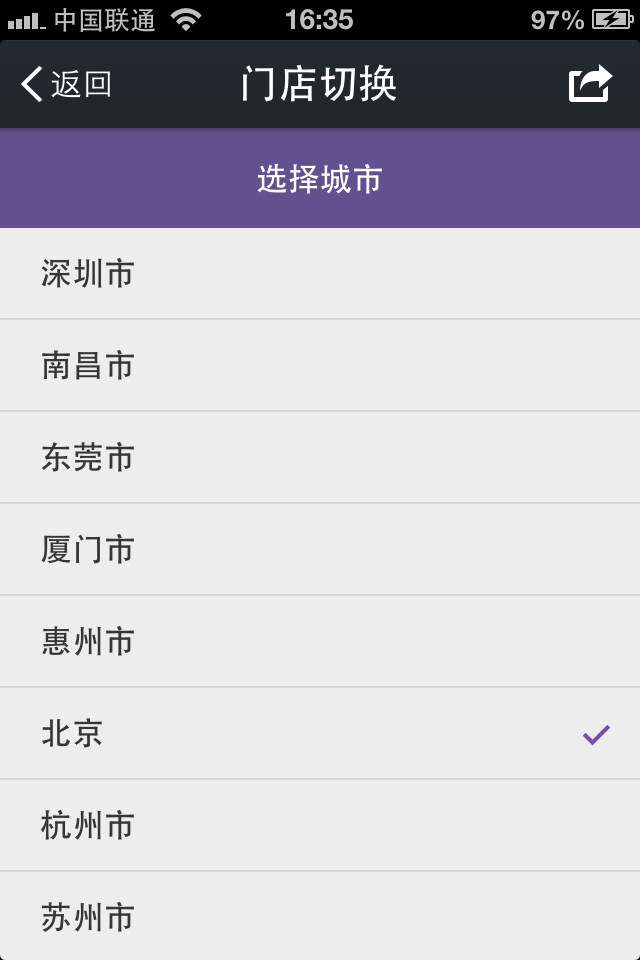 中国联通 16:35 97%
返回 门店切换
选择城市
深圳市
南昌市
东莞市
厦门市
惠州市
北京
杭州市
苏州市